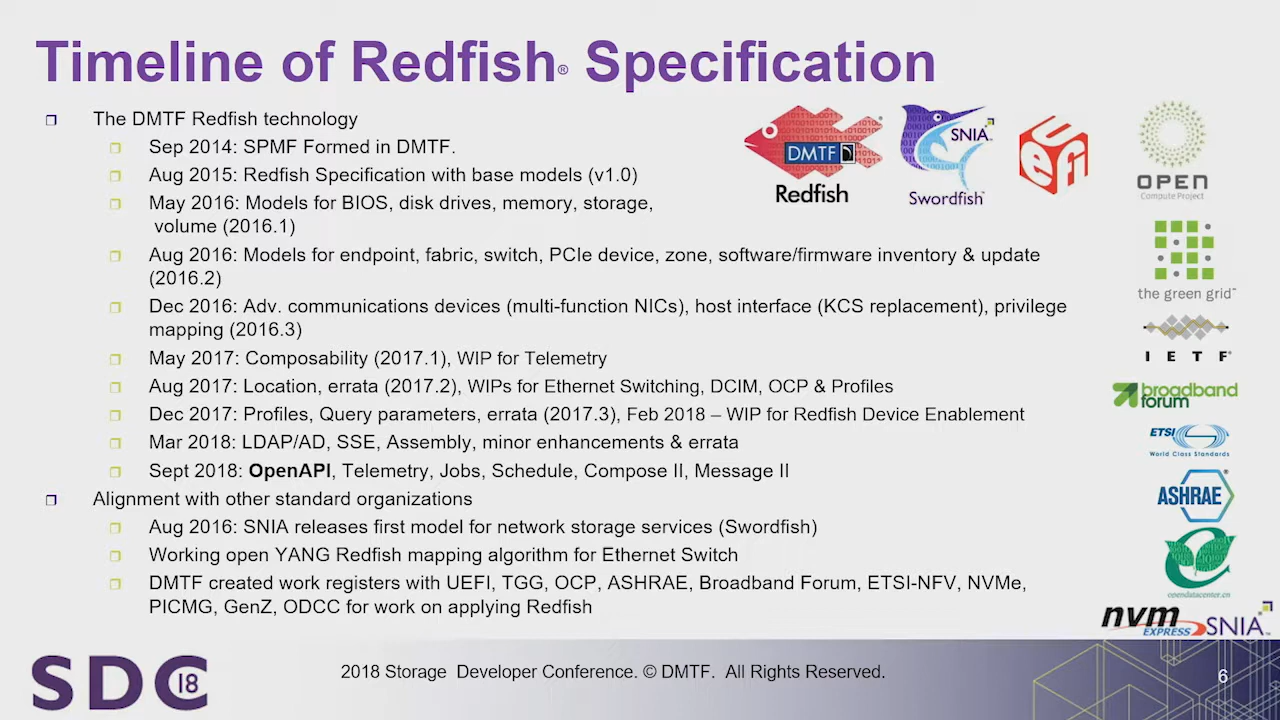 Timeline of Redfish® Specification
The DMTF Redfish technology
Sep 2014: SPMF Formed in DMTF.
Aug 2015: Redfish Specification with base models (v1.0)
May 2016: Models for BIOS, disk drives, memory, storage,
volume (2016.1)
Aug 2016: Models for endpoint, fabric, switch, PCIe device, zone, software/firmware inventory & update
(2016.2)
Dec 2016: Adv. communications devices (multi-function NICs), host interface (KCS replacement), privilege
mapping (2016.3)
May 2017: Composability (2017.1), WIP for Telemetry
Aug 2017: Location, errata (2017.2), WIPs for Ethernet Switching, DCIM, OCP & Profiles
Dec 2017: Profiles, Query parameters, errata (2017.3), Feb 2018 – WIP for Redfish Device Enablement
Mar 2018: LDAP/AD, SSE, Assembly, minor enhancements & errata
Sept 2018: OpenAPI, Telemetry, Jobs, Schedule, Compose II, Message II
Alignment with other standard organizations
Aug 2016: SNIA releases first model for network storage services (Swordfish)
Working open YANG Redfish mapping algorithm for Ethernet Switch
DMTF created work registers with UEFI, TGG, OCP, ASHRAE, Broadband Forum, ETSI-NFV, NVMe,
PICMG, GenZ, ODCC for work on applying Redfish
DMTF
Redfish
SNIA
Swordfish™
UEFI
OPEN
Compute Project
the green grid™
IETF®
broadband
forum
ETSI
World Class Standards
ASHRAE®
opendatacenter.cn
nvm
EXPRESS
SNIA™
SDC 18
2018 Storage Developer Conference. © DMTF. All Rights Reserved.
6